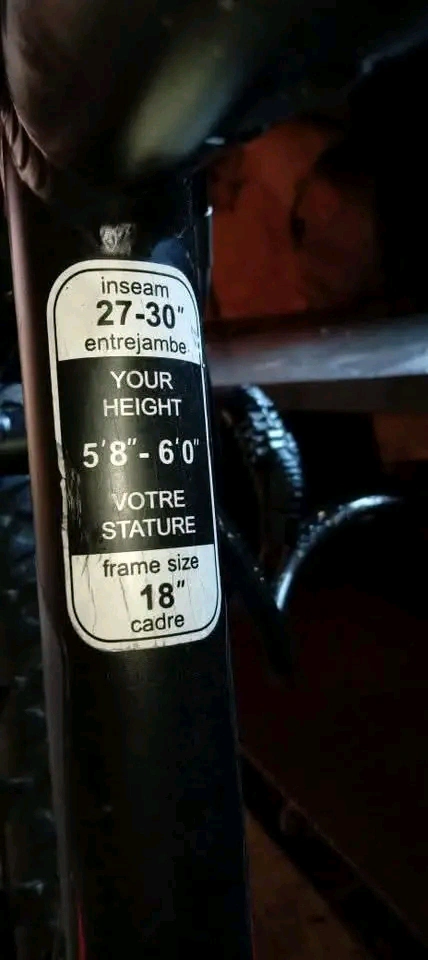 inseam
27-30"
entrejambe
YOUR
HEIGHT
5'8"- 6'0"
VOTRE
STATURE
frame size
18"
cadre